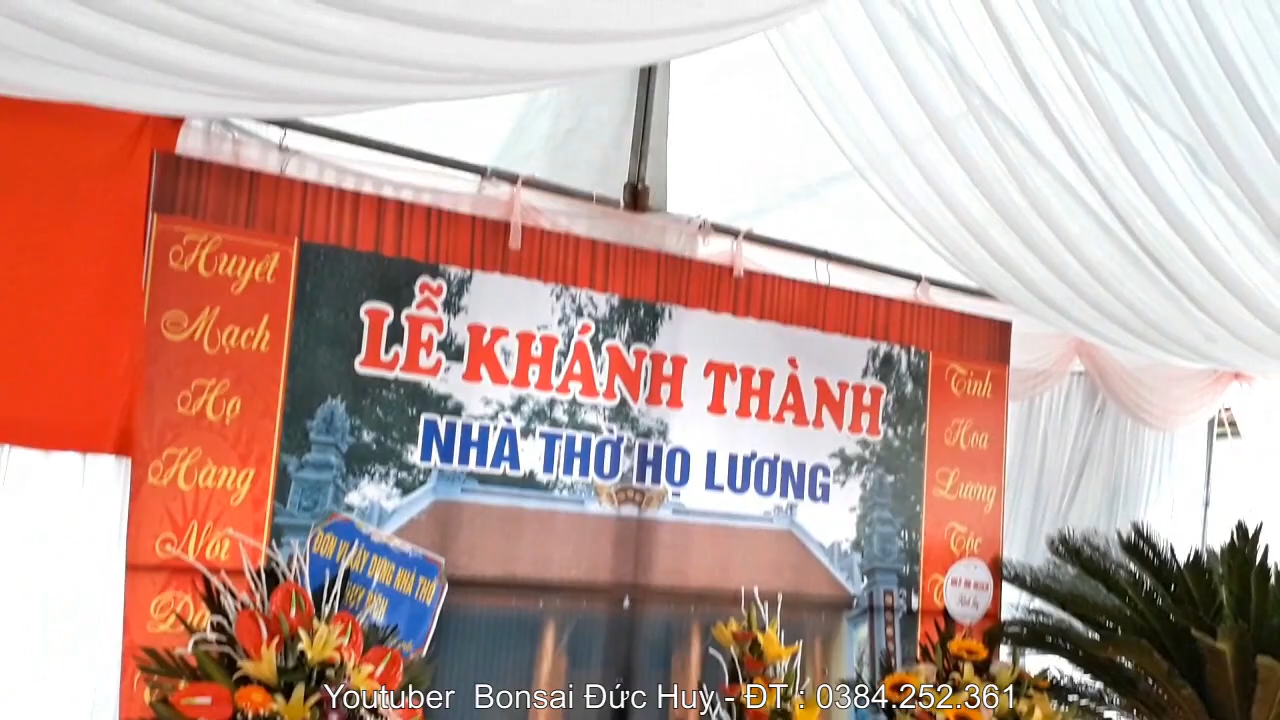 Huyết
Mạch
Họ
Hàng
Nôi
LỄ KHÁNH THÀNH
NHÀ THỜ HỌ LƯƠNG
Tinh
Hoa
Lương
Tộc
ĐƠN VỊ XÂY DỰNG NHÀ THỜ
Youtuber Bonsai Đức Huy - ĐT : 0384.252.361